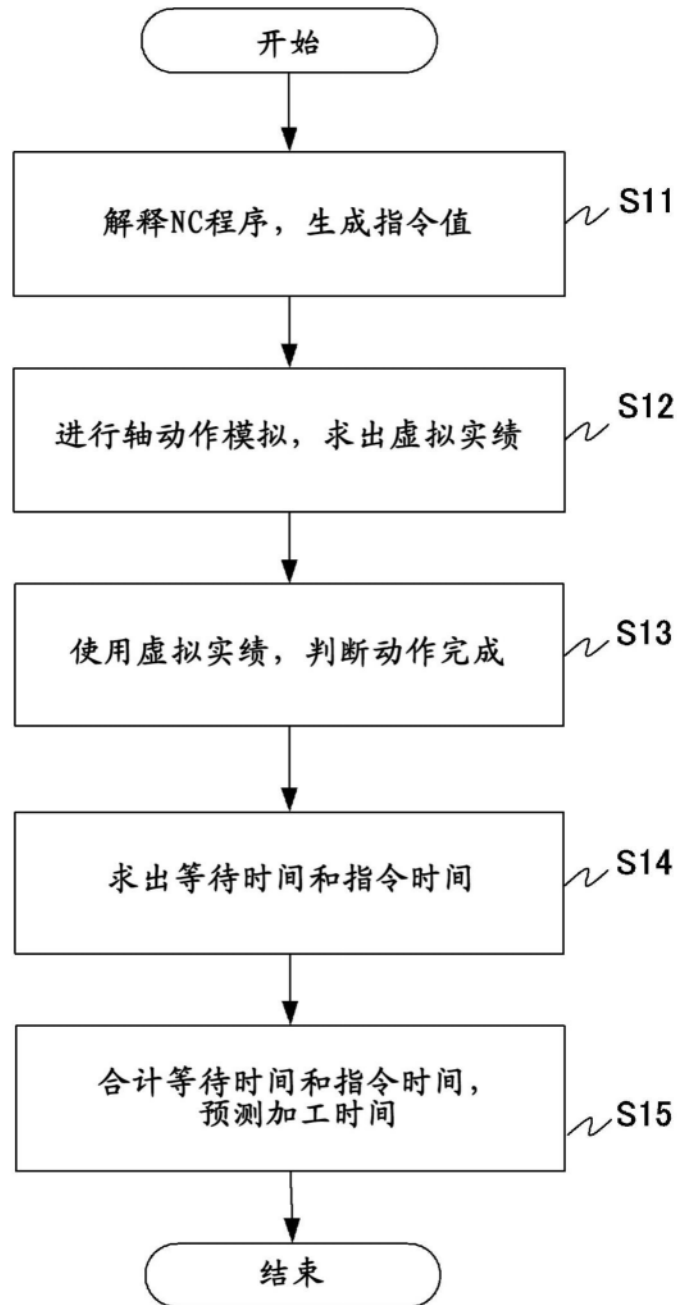 开始
解释NC程序，生成指令值
S11
进行轴动作模拟，求出虚拟实绩
S12
使用虚拟实绩，判断动作完成
S13
求出等待时间和指令时间
S14
合计等待时间和指令时间，
预测加工时间
S15
结束